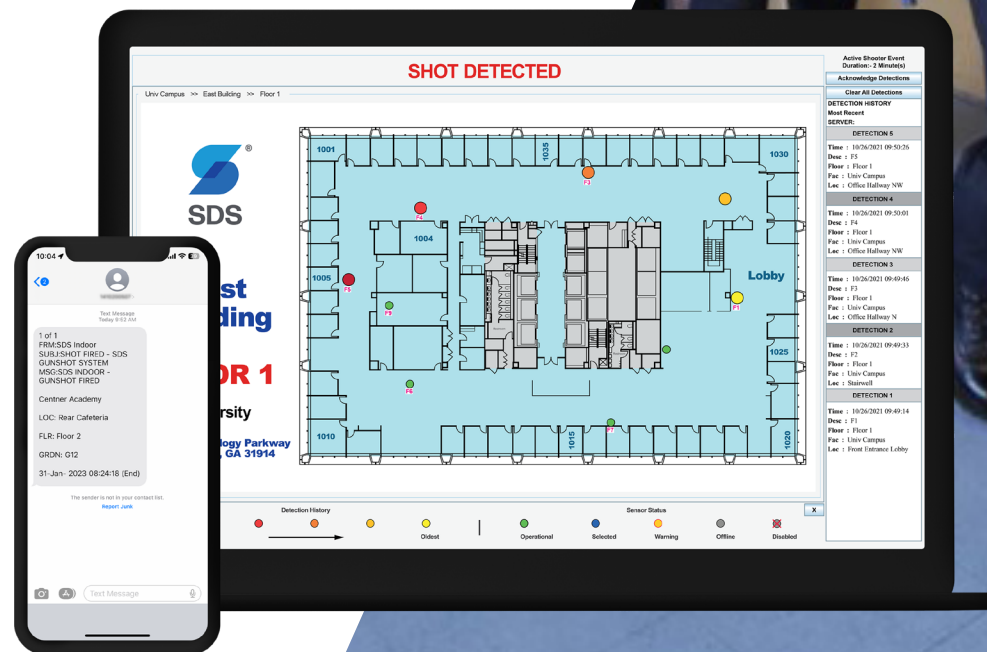 SHOT DETECTED
Univ Campus >> East Building >> Floor 1
SDS
®
st
ding
OR 1
rsity
logy Parkway
, GA 31914
1001
1035
1030
F3
F4
1004
1005
F5
F9
Lobby
F1
1025
F6
F7
1010
1015
1020
Detection History
Oldest
Sensor Status
X
Operational
Selected
Warning
Offline
Disabled
Active Shooter Event
Duration:- 2 Minute(s)
Acknowledge Detections
Clear All Detections
DETECTION HISTORY
Most Recent
SERVER:
DETECTION 5
Time : 10/26/2021 09:50:26
Desc : F5
Floor : Floor 1
Fac : Univ Campus
Loc : Office Hallway NW
DETECTION 4
Time : 10/26/2021 09:50:01
Desc : F4
Floor : Floor 1
Fac : Univ Campus
Loc : Office Hallway NW
DETECTION 3
Time : 10/26/2021 09:49:46
Desc : F3
Floor : Floor 1
Fac : Univ Campus
Loc : Office Hallway N
DETECTION 2
Time : 10/26/2021 09:49:33
Desc : F2
Floor : Floor 1
Fac : Univ Campus
Loc : Stairwell
DETECTION 1
Time : 10/26/2021 09:49:14
Desc : F1
Floor : Floor 1
Fac : Univ Campus
Loc : Front Entrance Lobby
10:04
2
Text Message
Today 9:52 AM
1 of 1
FRM:SDS Indoor
SUBJ:SHOT FIRED - SDS
GUNSHOT SYSTEM
MSG:SDS INDOOR -
GUNSHOT FIRED
Centner Academy
LOC: Rear Cafeteria
FLR: Floor 2
GRDN: G12
31-Jan- 2023 08:24:18 (End)
The sender is not in your contact list.
Report Junk
Text Message